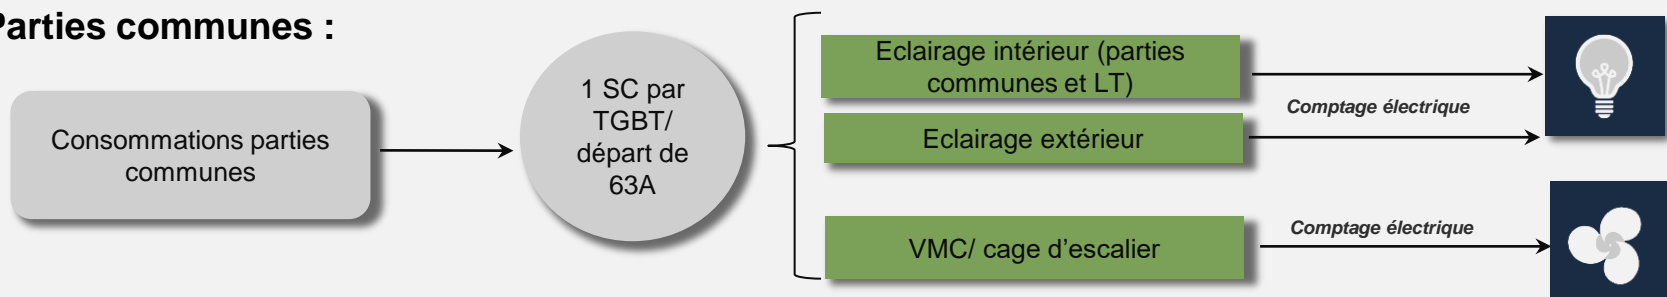 Parties communes :
Consommations parties
communes
1 SC par
TGBT/
départ de
63A
Eclairage intérieur (parties
communes et LT)
Comptage électrique
Eclairage extérieur
VMC/ cage d’escalier
Comptage électrique